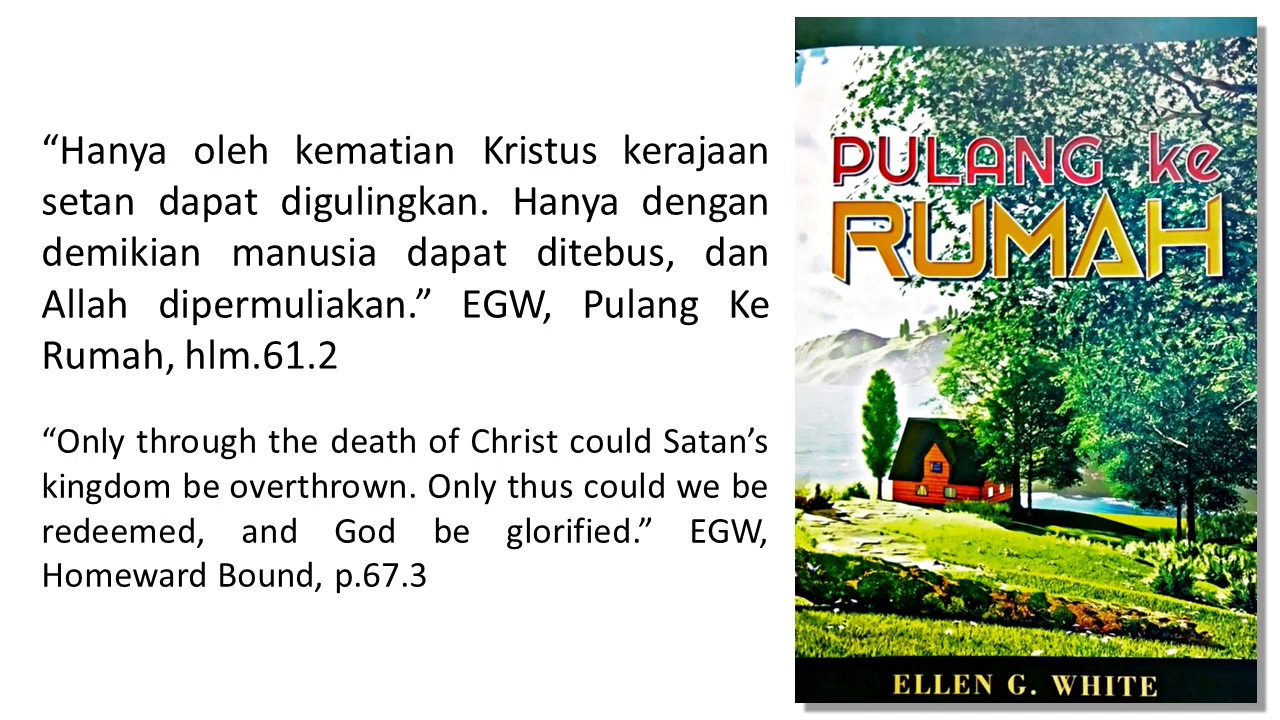 “Hanya oleh kematian Kristus kerajaan
setan dapat digulingkan. Hanya dengan
demikian manusia dapat ditebus, dan
Allah dipermuliakan.” EGW, Pulang Ke
Rumah, hlm.61.2
“Only through the death of Christ could Satan’s
kingdom be overthrown. Only thus could we be
redeemed, and God be glorified.” EGW,
Homeward Bound, p.67.3
PULANG ke
RUMAH
ELLEN G. WHITE